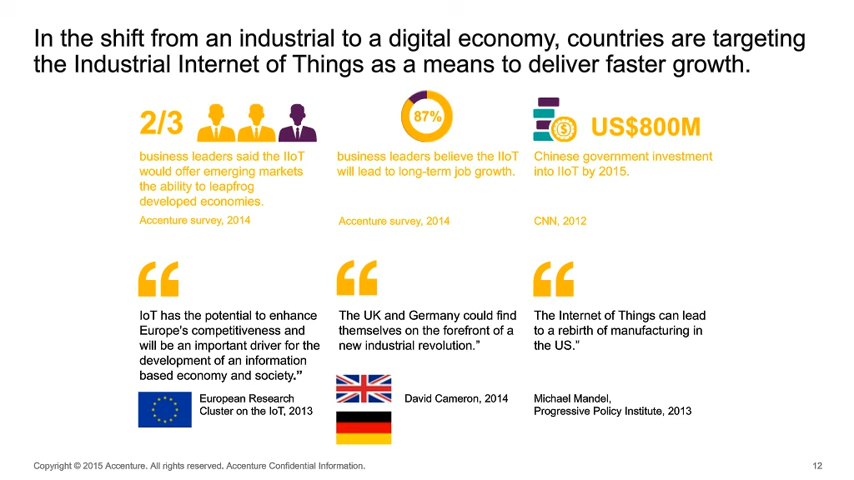 In the shift from an industrial to a digital economy, countries are targeting
the Industrial Internet of Things as a means to deliver faster growth.
2/3
business leaders said the IIoT
would offer emerging markets
the ability to leapfrog
developed economies.
Accenture survey, 2014
87%
business leaders believe the IIoT
will lead to long-term job growth.
Accenture survey, 2014
$
US$800M
Chinese government investment
into IIoT by 2015.
CNN, 2012
“
IoT has the potential to enhance
Europe's competitiveness and
will be an important driver for the
development of an information
based economy and society.”
European Research
Cluster on the IoT, 2013
“
The UK and Germany could find
themselves on the forefront of a
new industrial revolution.”
David Cameron, 2014
“
The Internet of Things can lead
to a rebirth of manufacturing in
the US.”
Michael Mandel,
Progressive Policy Institute, 2013
Copyright © 2015 Accenture. All rights reserved. Accenture Confidential Information.
12